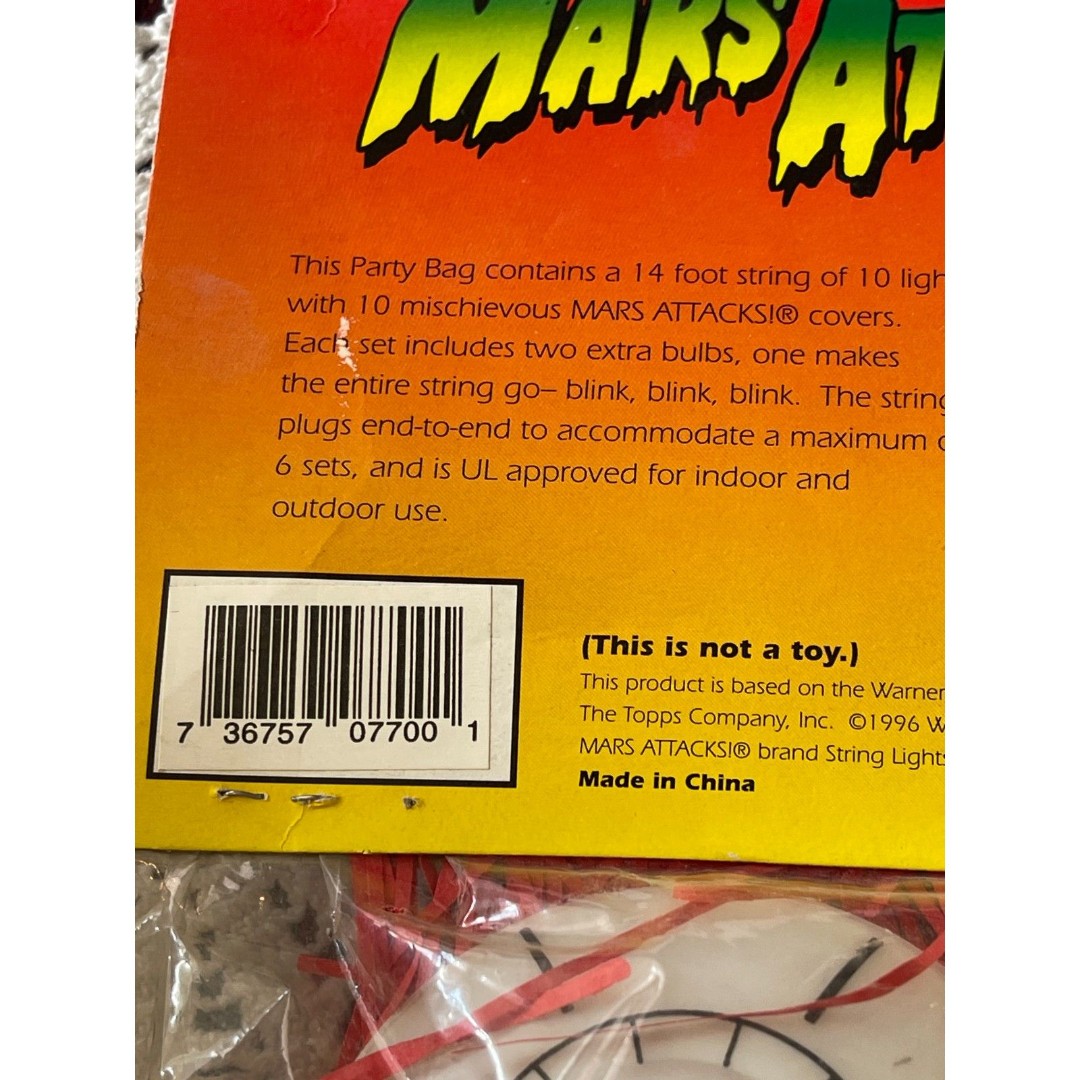 MARS AT
This Party Bag contains a 14 foot string of 10 ligh
with 10 mischievous MARS ATTACKS!® covers.
Each set includes two extra bulbs, one makes
the entire string go– blink, blink, blink. The string
plugs end-to-end to accommodate a maximum
6 sets, and is UL approved for indoor and
outdoor use.
7 36757 07700 1
(This is not a toy.)
This product is based on the Warner
The Topps Company, Inc. ©1996 W
MARS ATTACKS!® brand String Lights
Made in China